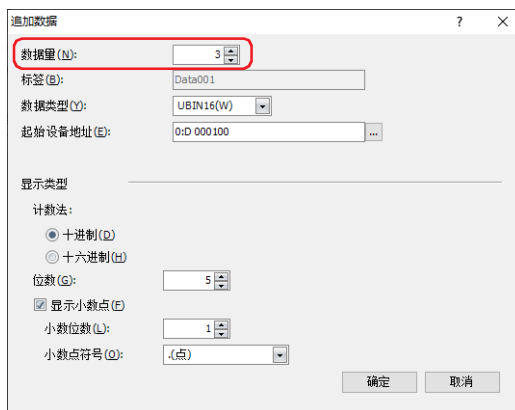 追加数据 ?
数据量(N): 3
标签(B): Data001
数据类型(Y): UBIN16(W)
起始设备地址(E): 0:D 000100 ...
显示类型
计数法:
十进制(D)
十六进制(H)
位数(G): 5
显示小数点(F)
小数位数(L): 1
小数点符号(O): .(点)
确定 取消